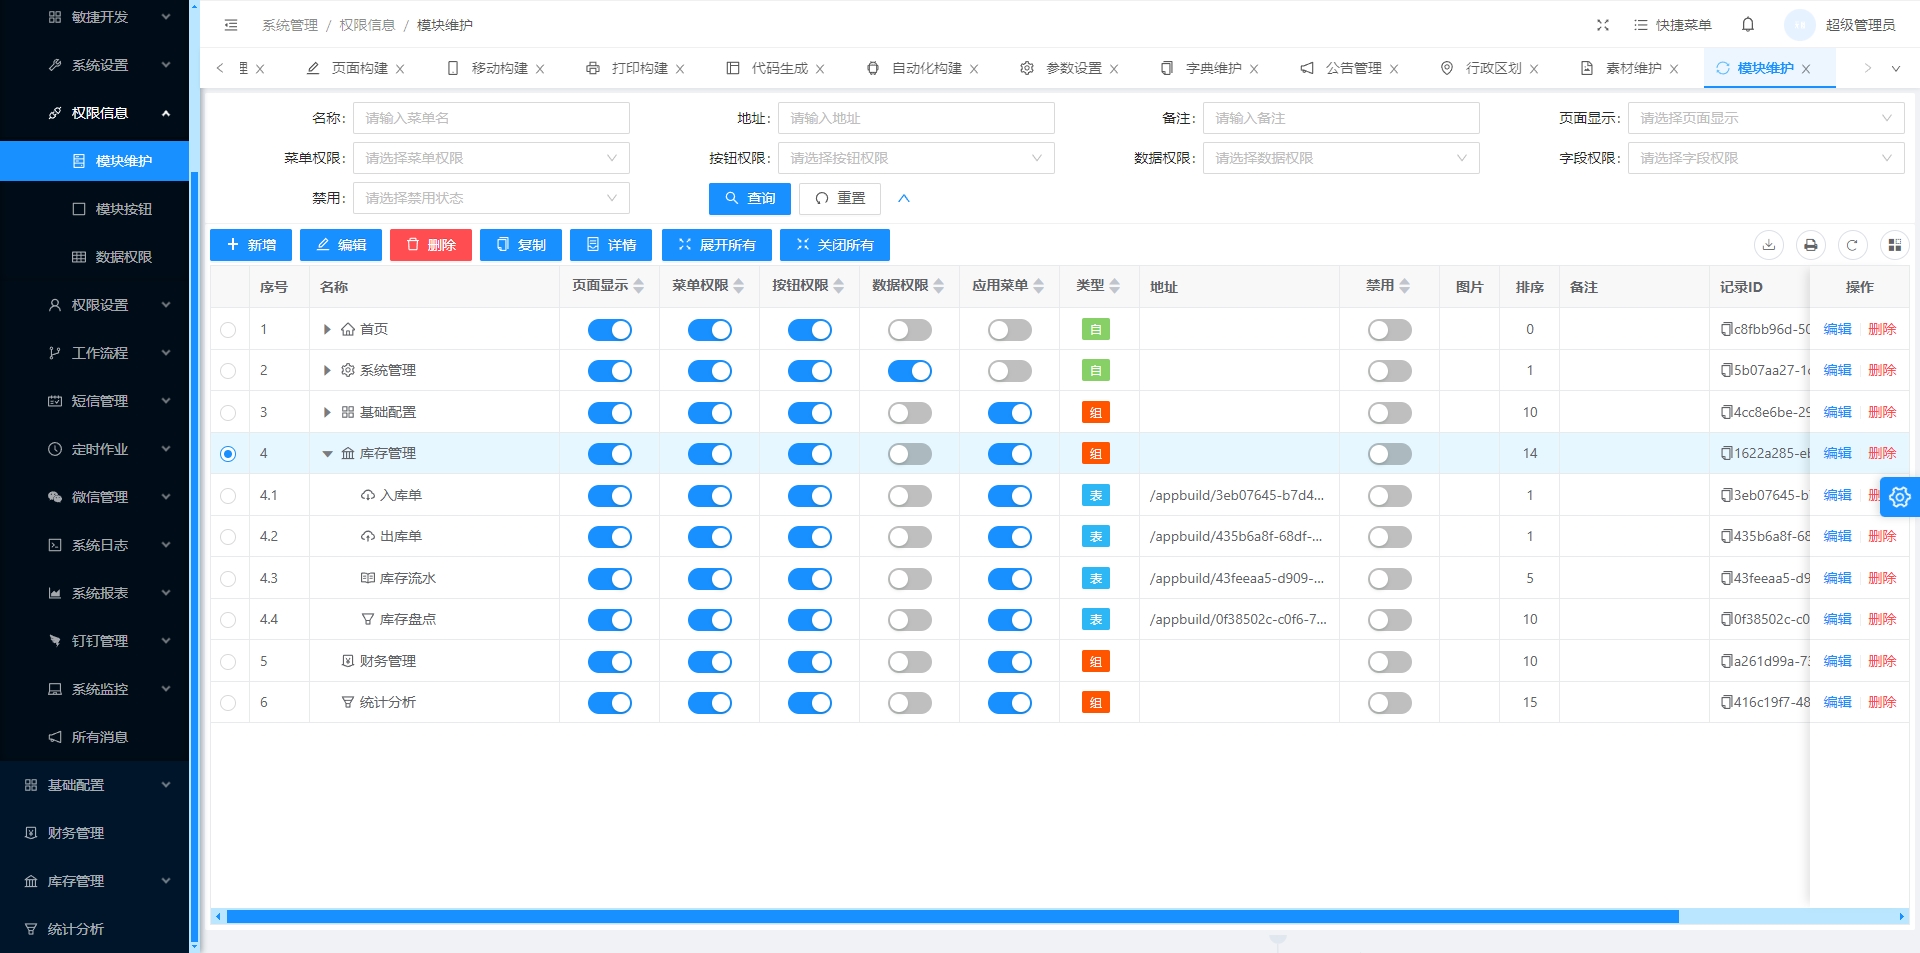 敏捷开发
系统设置
权限信息
模块维护
模块按钮
数据权限
权限设置
工作流程
短信管理
定时作业
微信管理
系统日志
系统报表
钉钉管理
系统监控
所有消息
基础配置
财务管理
库存管理
统计分析
系统管理 / 权限信息 / 模块维护
快捷菜单 超级管理员
页面构建 移动构建 打印构建 代码生成 自动化构建 参数设置 字典维护 公告管理 行政区划 素材维护 模块维护
名称: 请输入菜单名 地址: 请输入地址 备注: 请输入备注 页面显示: 请选择页面显示
菜单权限: 请选择菜单权限 按钮权限: 请选择按钮权限 数据权限: 请选择数据权限 字段权限: 请选择字段权限
禁用: 请选择禁用状态 查询 重置
新增 编辑 删除 复制 详情 展开所有 关闭所有
序号 名称 页面显示 菜单权限 按钮权限 数据权限 应用菜单 类型 地址 禁用 图片 排序 备注 记录ID 操作
1 首页 自 0 c8fbb96d-50 编辑 删除
2 系统管理 自 1 5b07aa27-1 编辑 删除
3 基础配置 组 10 4cc8e6be-29 编辑 删除
4 库存管理 组 14 1622a285-el 编辑 删除
4.1 入库单 表 /appbuild/3eb07645-b7d4... 1 3eb07645-b 编辑
4.2 出库单 表 /appbuild/435b6a8f-68df-... 1 435b6a8f-68 编辑 删除
4.3 库存流水 表 /appbuild/43feeaa5-d909-... 5 43feeaa5-d9 编辑 删除
4.4 库存盘点 表 /appbuild/0f38502c-c0f6-7... 10 0f38502c-c0 编辑 删除
5 财务管理 组 10 a261d99a-73 编辑 删除
6 统计分析 组 15 416c19f7-48 编辑 删除